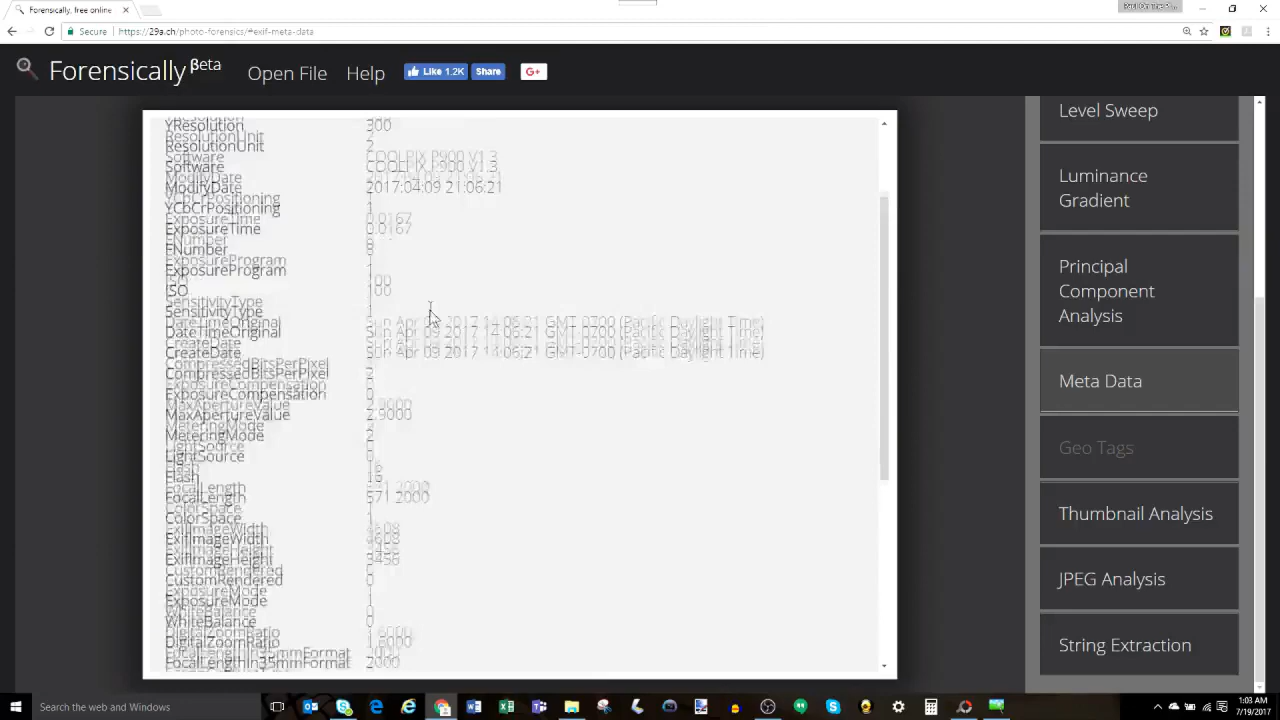 Forensically, free online
Secure https://29a.ch/photo-forensics/#exif-meta-data
Forensically βeta Open File Help Like 1.2K Share G+
YResolution 300
ResolutionUnit 2
Software COOLPIX P900 V1.3
ModifyDate 2017:04:09 21:06:21
YCbCrPositioning 1
ExposureTime 0.0167
FNumber 8
ExposureProgram 1
ISO 100
SensitivityType 1
DateTimeOriginal Sun Apr 09 2017 14:06:21 GMT-0700 (Pacific Daylight Time)
CreateDate Sun Apr 09 2017 14:06:21 GMT-0700 (Pacific Daylight Time)
CompressedBitsPerPixel 2
ExposureCompensation 0
MaxApertureValue 2.9000
MeteringMode 2
LightSource 0
Flash 16
FocalLength 571.2000
ColorSpace 1
ExifImageWidth 4608
ExifImageHeight 3456
CustomRendered 0
ExposureMode 1
WhiteBalance 0
DigitalZoomRatio 1.6000
FocalLengthIn35mmFormat 2000
Level Sweep
Luminance
Gradient
Principal
Component
Analysis
Meta Data
Geo Tags
Thumbnail Analysis
JPEG Analysis
String Extraction
Search the web and Windows
1:03 AM
7/19/2017